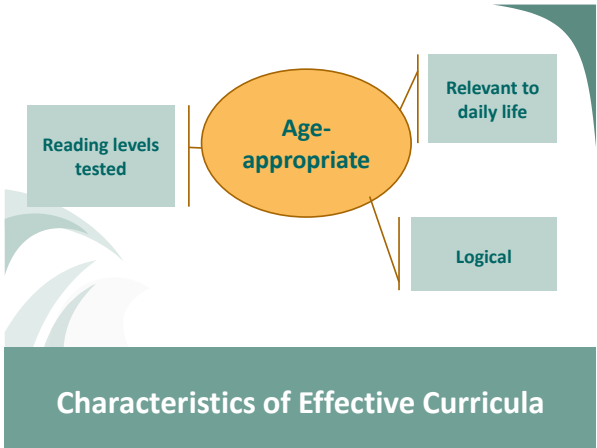 Age-
appropriate
Reading levels
tested
Relevant to
daily life
Logical
Characteristics of Effective Curricula